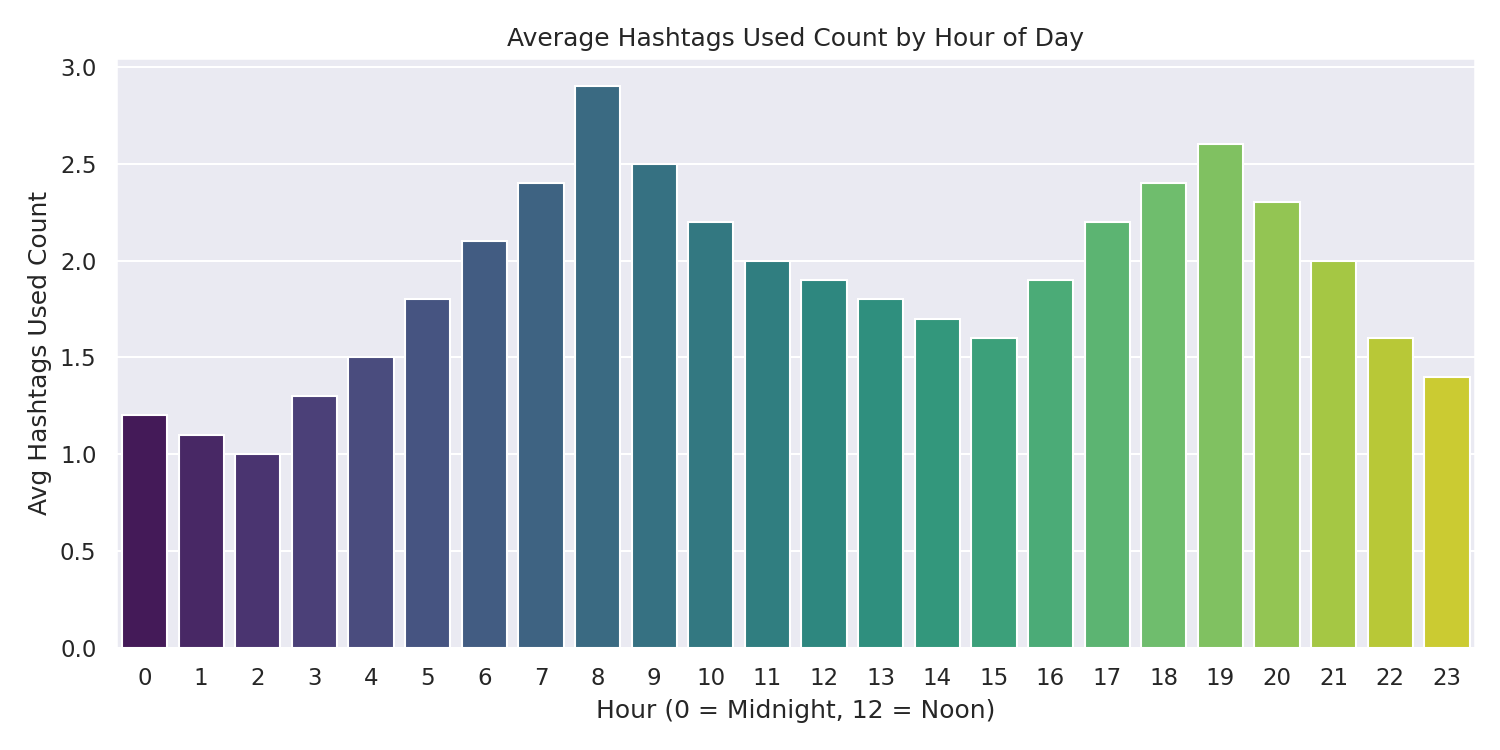 Average Hashtags Used Count by Hour of Day
Avg Hashtags Used Count
3.0
2.5
2.0
1.5
1.0
0.5
0.0
0 1 2 3 4 5 6 7 8 9 10 11 12 13 14 15 16 17 18 19 20 21 22 23
Hour (0 = Midnight, 12 = Noon)